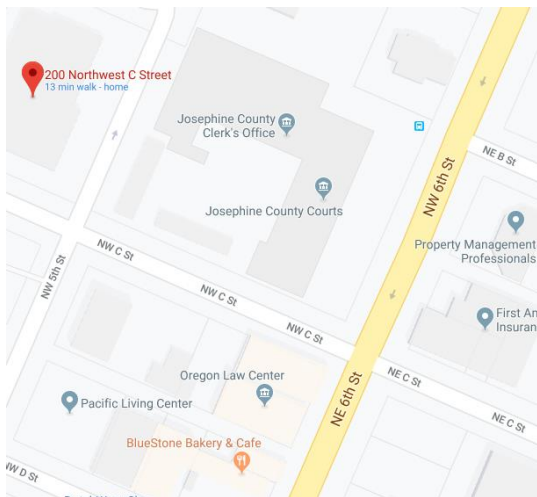 200 Northwest C Street
13 min walk - home
Josephine County
Clerk's Office
Josephine County Courts
NE B St
NW 6th St
Property Management
Professionals
NW C St
NW 5th St
NW C St
First An
Insuran
NW C St
Oregon Law Center
NE C St
Pacific Living Center
NE 6th St
NE C St
BlueStone Bakery & Cafe
NW D St